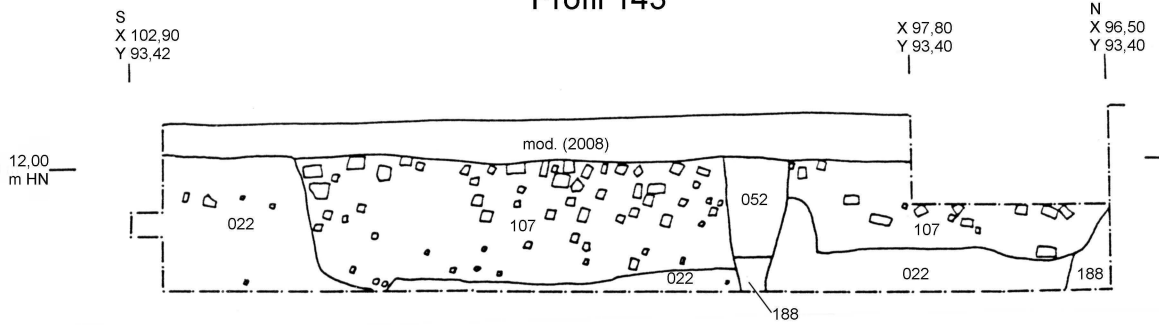 Profil 143
S
X 102,90
Y 93,42
X 97,80
Y 93,40
N
X 96,50
Y 93,40
12,00
m HN
mod. (2008)
022
107
052
107
022
022
188
188